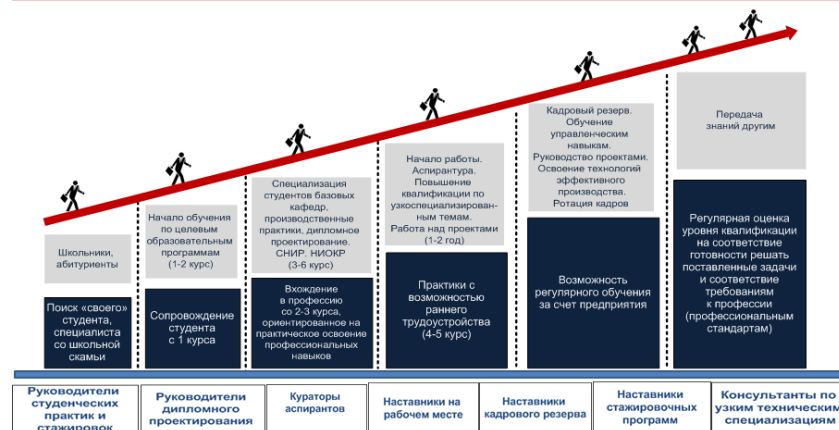 Школьники,
абитуриенты
Поиск «своего»
студента,
специалиста
со школьной
скамьи
Начало обучения
по целевым
образовательным
программам
(1-2 курс)
Сопровождение
студента
с 1 курса
Специализация
студентов базовых
кафедр,
производственные
практики, дипломное
проектирование.
СНИР. НИОКР
(3-6 курс)
Вхождение
в профессию
со 2-3 курса,
ориентированное на
практическое освоение
профессиональных
навыков
Начало работы.
Аспирантура.
Повышение
квалификации по
узкоспециализирован-
ным темам.
Работа над проектами
(1-2 год)
Практики с
возможностью
раннего
трудоустройства
(4-5 курс)
Кадровый резерв.
Обучение
управленческим
навыкам.
Руководство проектами.
Освоение технологий
эффективного
производства.
Ротация кадров
Возможность
регулярного обучения
за счет предприятия
Передача
знаний другим
Регулярная оценка
уровня квалификации
на соответствие
готовности решать
поставленные задачи
и соответствие
требованиям
к профессии
(профессиональным
стандартам)
Руководители
студенческих
практик и
стажировок
Руководители
дипломного
проектирования
Кураторы
аспирантов
Наставники на
рабочем месте
Наставники
кадрового резерва
Наставники
стажировочных
программ
Консультанты по
узким техническим
специализациям